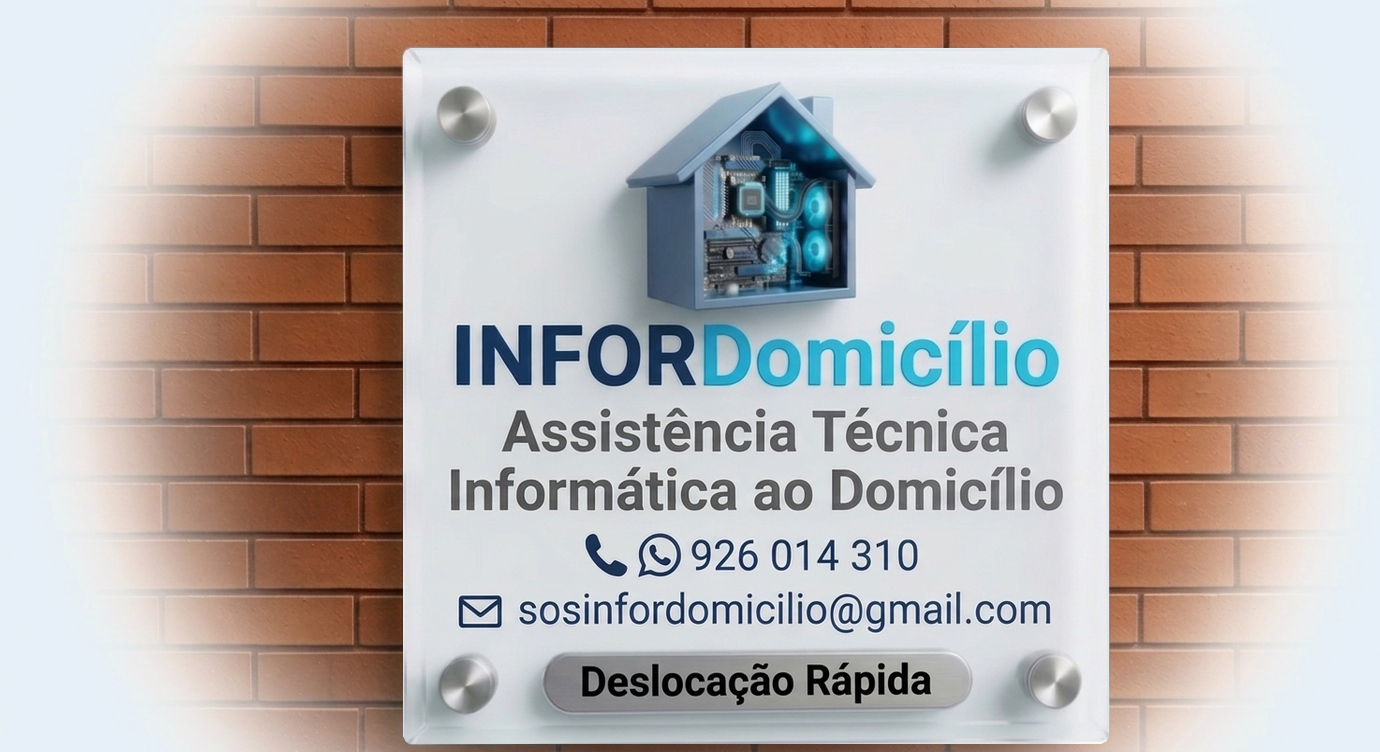 INFORDomicílio
Assistência Técnica
Informática ao Domicílio
926 014 310
sosinfordomicilio@gmail.com
Deslocação Rápida